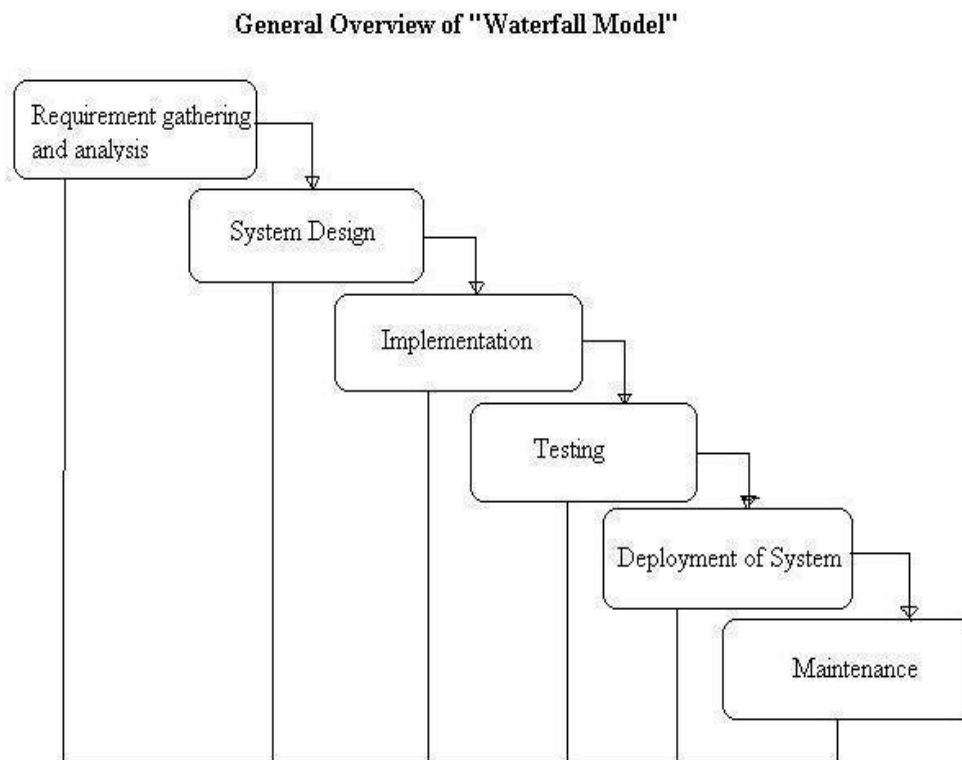 General Overview of "Waterfall Model"
Requirement gathering
and analysis
System Design
Implementation
Testing
Deployment of System
Maintenance